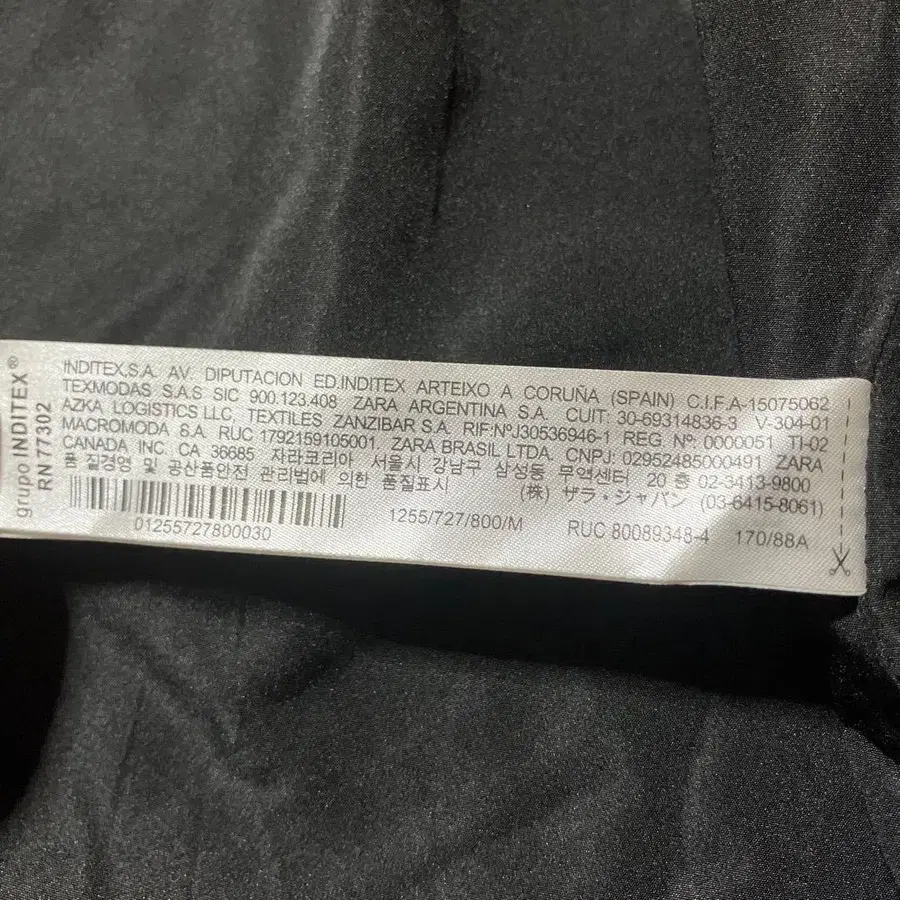 grupo INDITEX®
RN 77302
INDITEX,S.A. AV. DIPUTACION ED.INDITEX ARTEIXO A CORUÑA (SPAIN) C.I.F.A-15075062
TEXMODAS S.A.S SIC 900.123.408 ZARA ARGENTINA S.A. CUIT: 30-69314836-3 V-304-01
AZKA LOGISTICS LLC TEXTILES ZANZIBAR S.A. RIF:NºJ30536946-1 REG. Nº: 0000051 TI-02
MACROMODA S.A. RUC 1792159105001 ZARA BRASIL LTDA. CNPJ: 02952485000491 ZARA
CANADA INC. CA 36685 자라코리아 서울시 강남구 삼성동 무역센터 20 층 02-3413-9800
품 질경영 및 공산품안전 관리법에 의한 품질표시 (株) ザラ・ジャパン (03-6415-8061)
01255727800030
1255/727/800/M RUC 80089348-4 170/88A